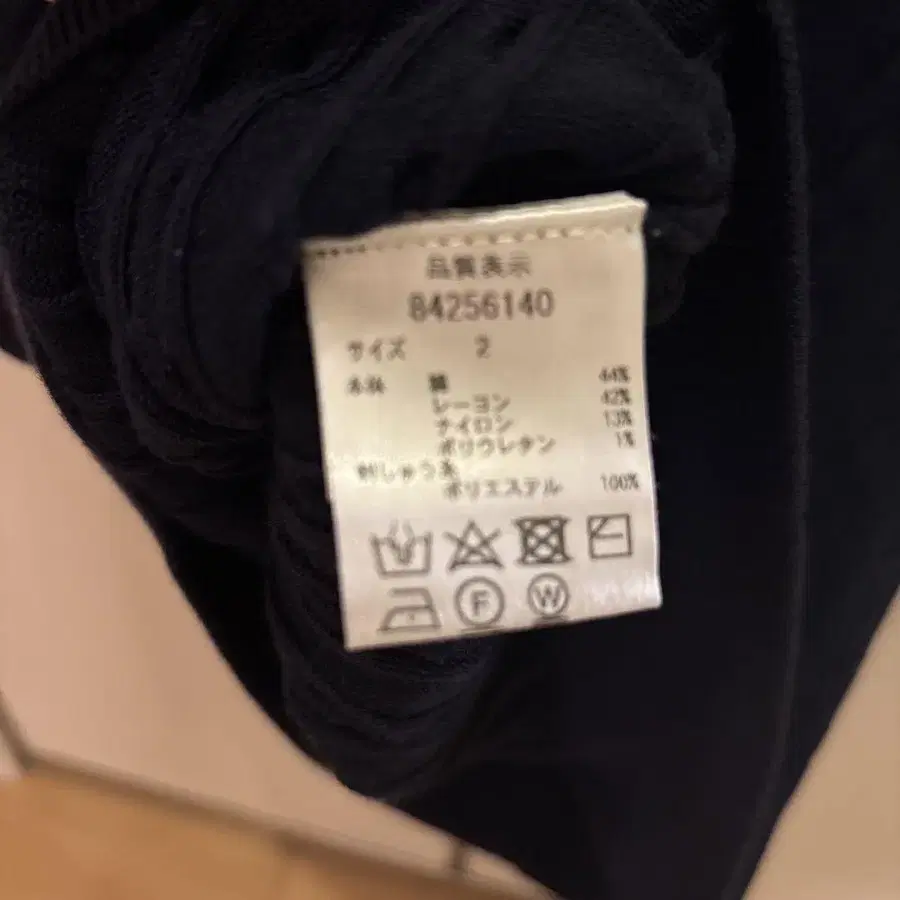 品質表示
84256140
サイズ 2
本体 綿 44%
レーヨン 42%
ナイロン 13%
ポリウレタン 1%
刺しゅう糸
ポリエステル 100%
F W